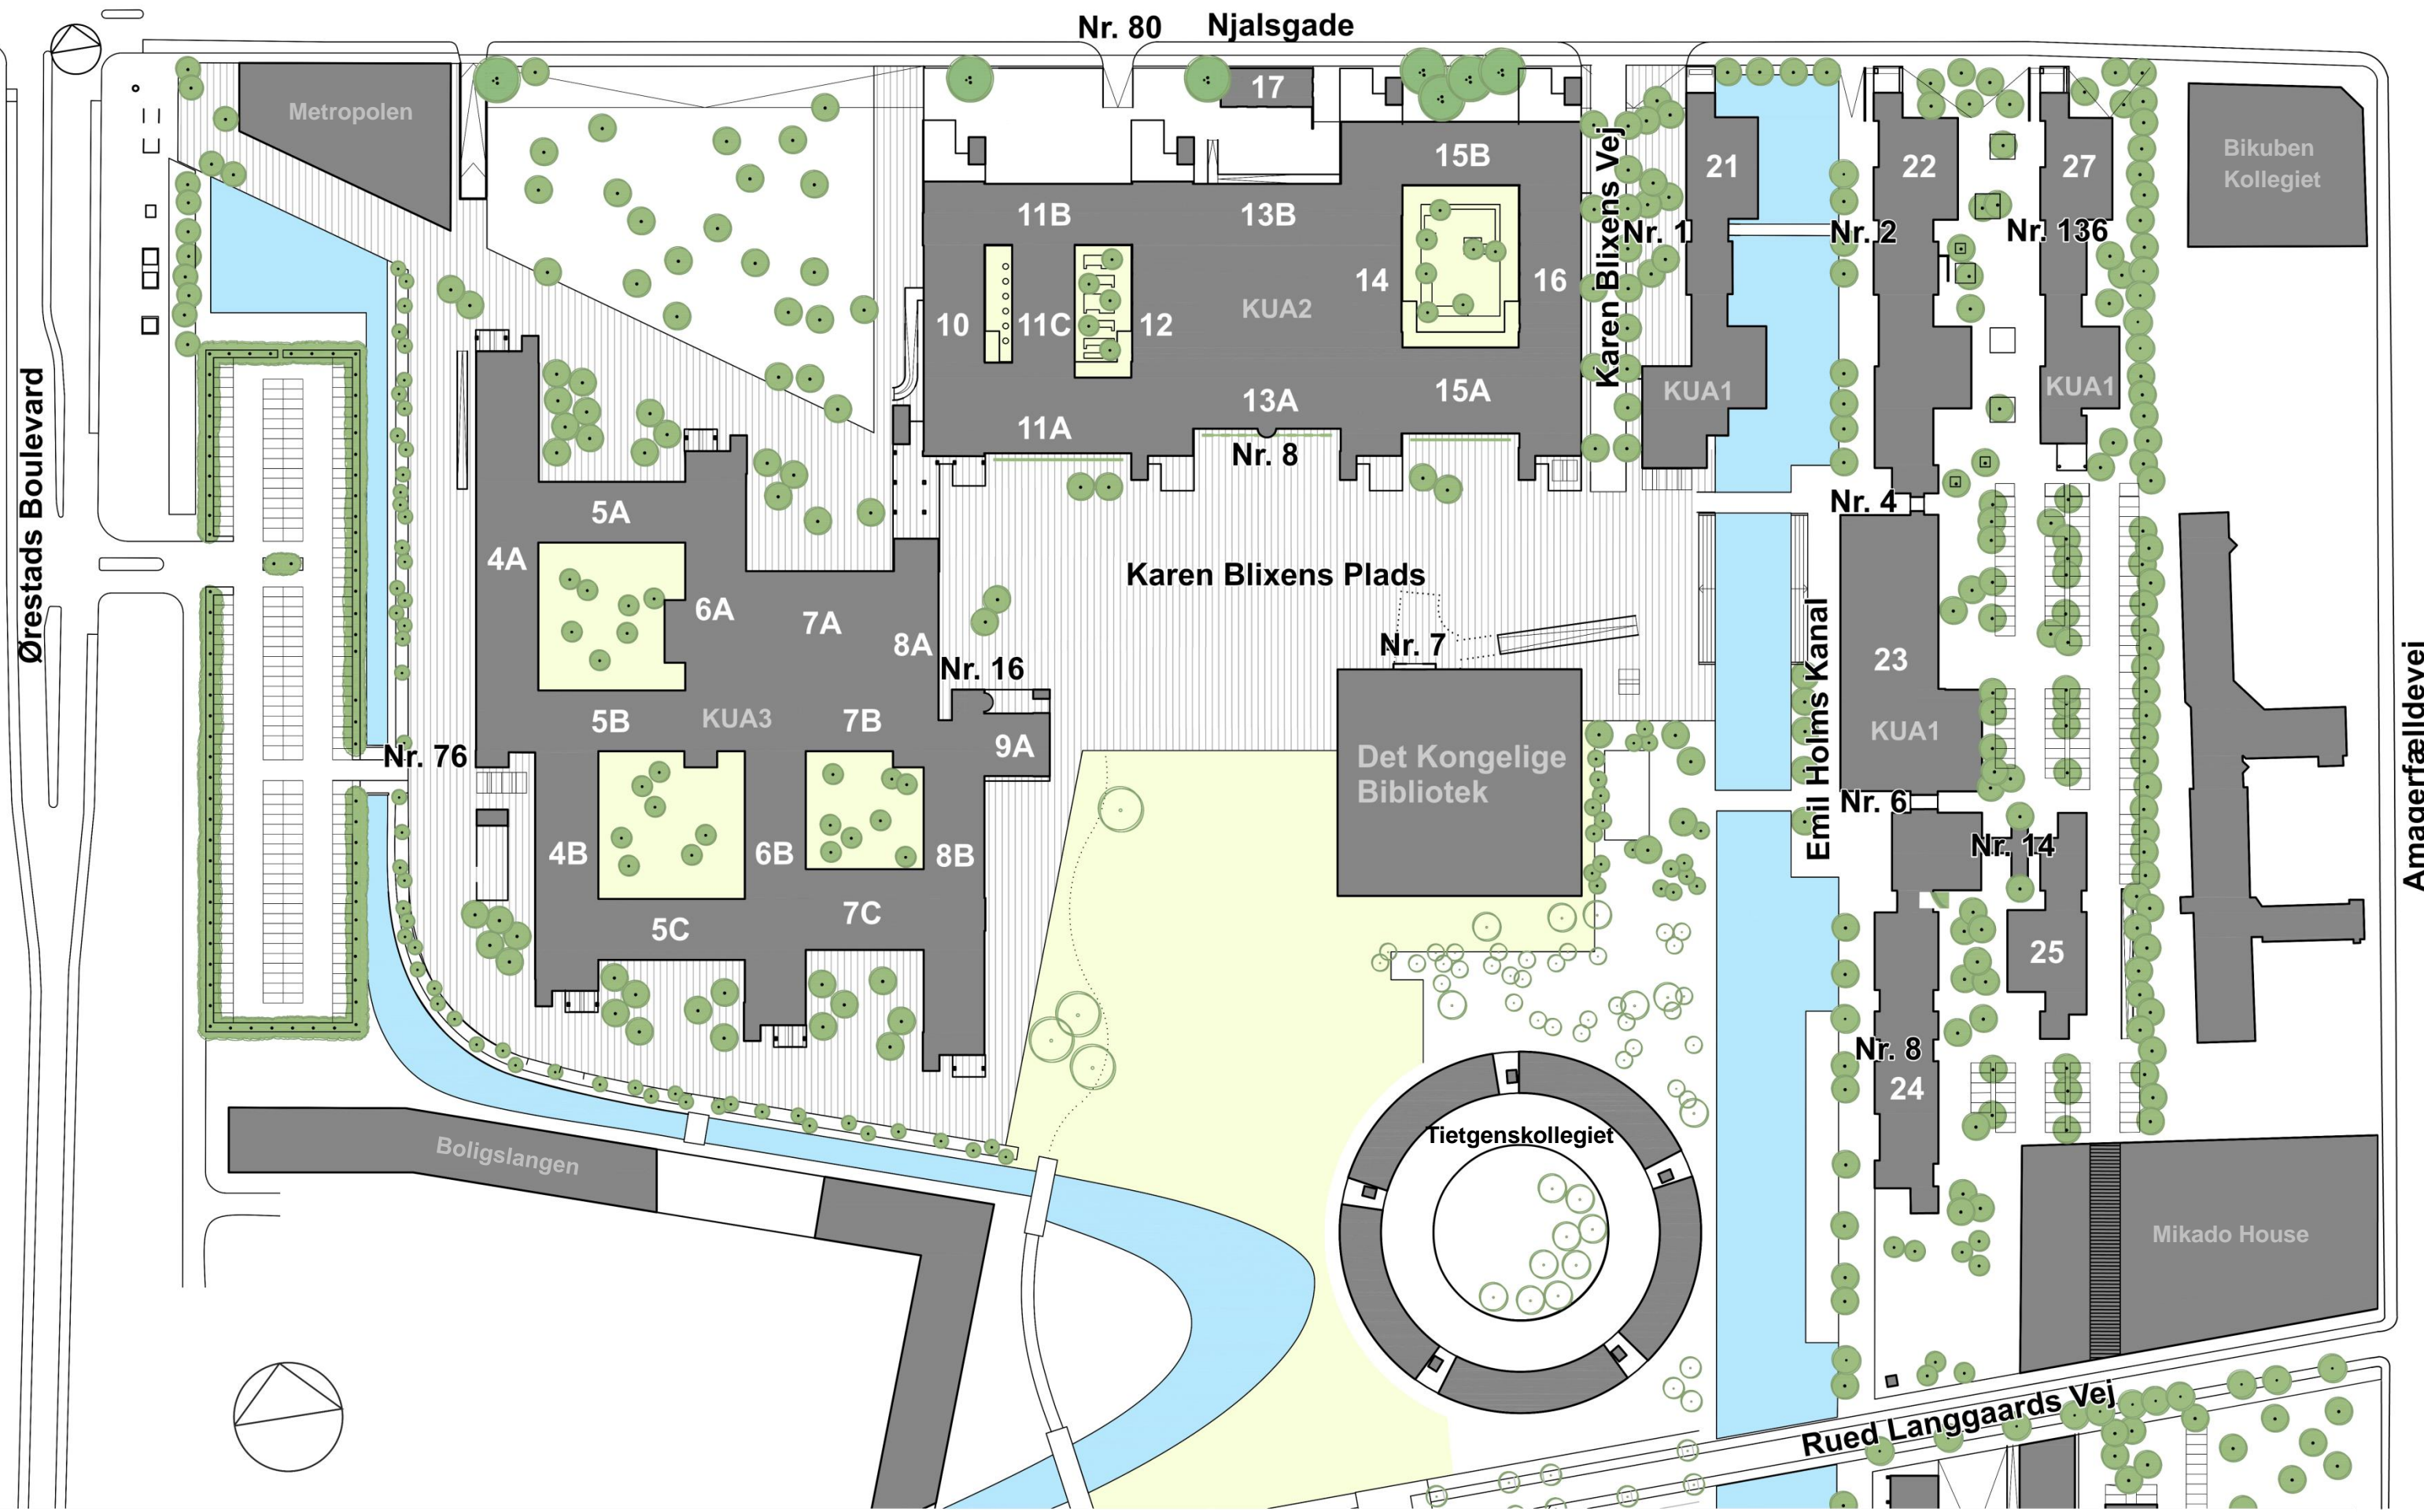 Nr. 80
Njalsgade
Metropolen
17
15B
Karen Blixens Vej
21
22
27
Bikuben
Kollegiet
11B
13B
Nr. 1
Nr. 2
Nr. 136
14
16
KUA2
10
11C
12
KUA1
KUA1
15A
13A
11A
Nr. 8
Ørestads Boulevard
Nr. 4
5A
4A
Karen Blixens Plads
6A
7A
8A
Nr. 7
Nr. 16
Emil Holms Kanal
23
Amagerfælledvej
5B
KUA3
7B
KUA1
9A
Nr. 76
Det Kongelige
Bibliotek
Nr. 6
Nr. 14
4B
6B
8B
7C
5C
25
Nr. 8
24
Boligslangen
Tietgenskollegiet
Mikado House
Rued Langgaards Vej